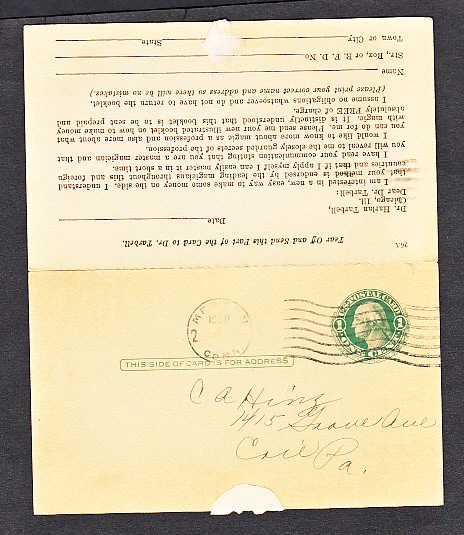 Tear Off and Send this Part of the Card to Dr. Tarbell.
Date
Dr. Harlan Tarbell,
Chicago, Ill.
Dear Dr. Tarbell:
I am interested in a new, easy way to make some money on the side. I understand
that your method is endorsed by the leading magicians throughout this and foreign
countries and that if I apply myself I can easily master it in a short time.
I have read your communication stating that you are a master magician and that
you will reveal to me the closely guarded secrets of the profession.
I would like to know more about magic as a profession and also more about what
you can do for me. Please send me your new illustrated booklet on how to make money
with magic. It is distinctly understood that this booklet is to be sent prepaid and
absolutely FREE of charge.
I assume no obligations whatsoever and do not have to return the booklet.
(Please print your correct name and address so there will be no mistakes.)
Name
Str., Box, or R. F. D. No.
Town or City State
U.S. POSTAL CARD
1 1
CONN
THIS SIDE OF CARD IS FOR ADDRESS
C A Hinz
1415 Grove Ave
Erie Pa.